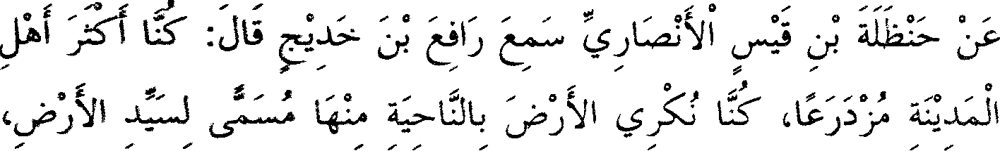 عَنْ حَنْظَلَةَ بْنِ قَيْسٍ الْأَنْصَارِيِّ سَمِعَ رَافِعَ بْنَ خَدِيْجٍ قَالَ: كُنَّا أَكْثَرَ أَهْلِ
الْمَدِيْنَةِ مُزْدَرَعًا، كُنَّا نُكْرِي الأَرْضَ بِالنَّاحِيَةِ مِنْهَا مُسَمًّى لِسَيِّدِ الأَرْضِ،